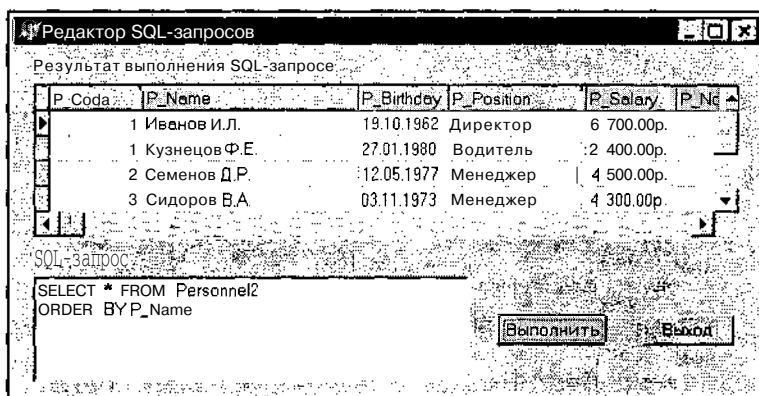 Редактор SQL-запросов
Результат выполнения SQL-запросе
P_Coda P_Name P_Birthday P_Position P_Salary P_No
1 Иванов И.Л. 19.10.1962 Директор 6 700.00р.
1 Кузнецов Ф.Е. 27.01.1980 Водитель 2 400.00р.
2 Семенов Д.Р. 12.05.1977 Менеджер 4 500.00р.
3 Сидоров В.А. 03.11.1973 Менеджер 4 300.00р.
SQL-запрос
SELECT * FROM Personnel2
ORDER BY P_Name
Выполнить Выход